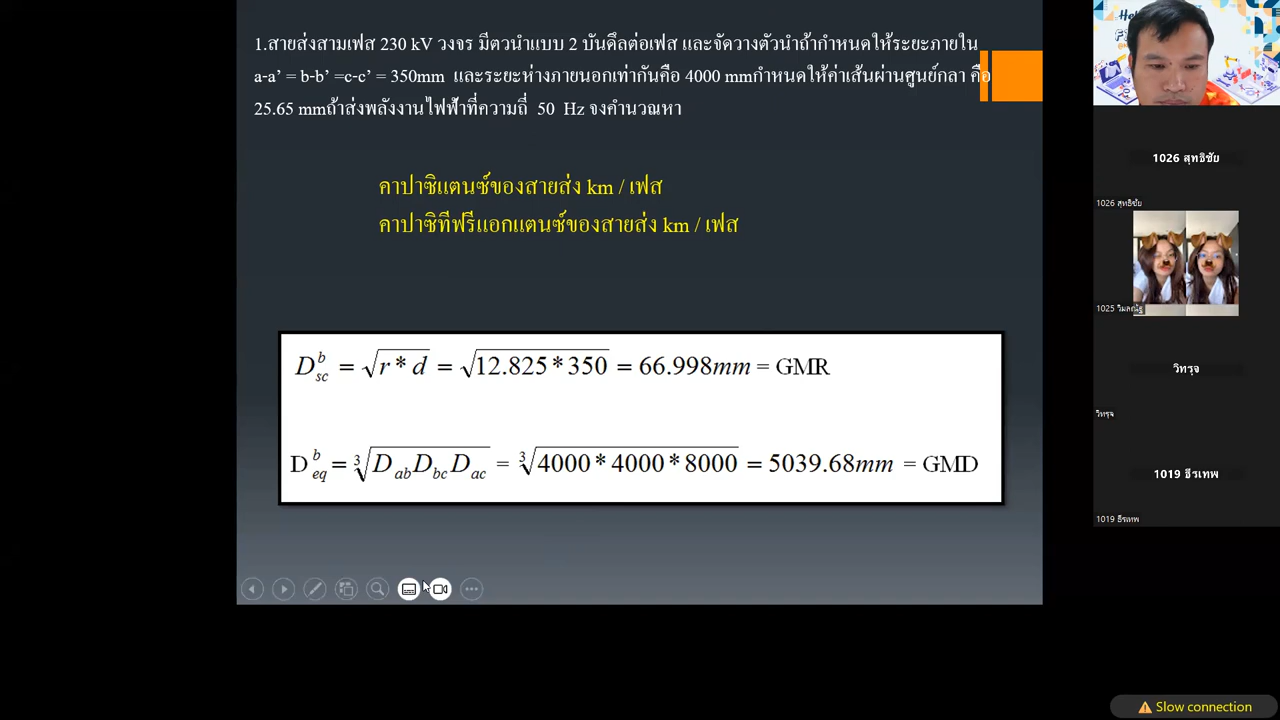 1.สายส่งสามเฟส 230 kV วงจร มีตวนำแบบ 2 บันดึลต่อเฟส และจัดวางตัวนำถ้ากำหนดให้ระยะภายใน
a-a’ = b-b’ =c-c’ = 350mm และระยะห่างภายนอกเท่ากันคือ 4000 mmกำหนดให้ค่าเส้นผ่านศูนย์กลา คือ
25.65 mmถ้าส่งพลังงานไฟฟ้าที่ความถี่ 50 Hz จงคำนวณหา
คาปาซิแตนซ์ของสายส่ง km / เฟส
คาปาซิทีฟรีแอกแตนซ์ของสายส่ง km / เฟส
D_sc^b = √(r * d) = √(12.825 * 350) = 66.998mm = GMR
D_eq^b = ∛(D_ab D_bc D_ac) = ∛(4000 * 4000 * 8000) = 5039.68mm = GMD
1026 สุทธิชัย
1026 สุทธิชัย
1025 วิมลณัฐ
วิทรุจ
วิทรุจ
1019 ธีรเทพ
1019 ธีรเทพ
Slow connection